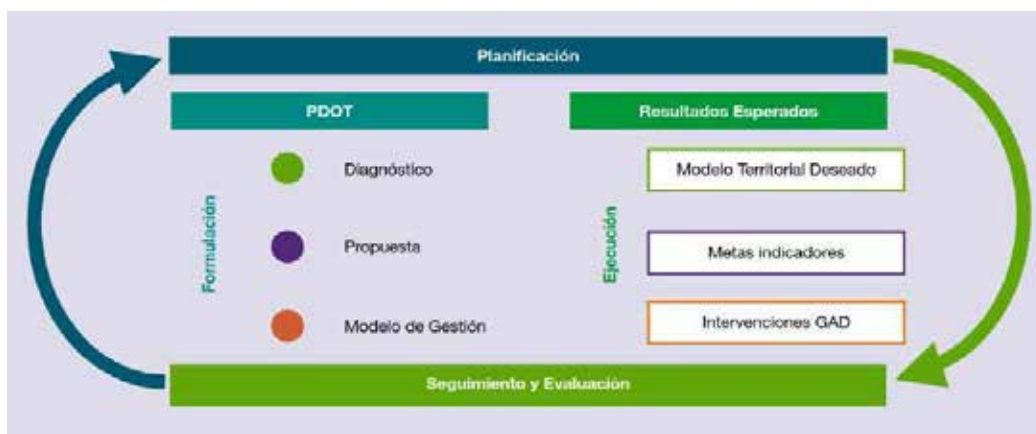 Planificación
PDOT
Resultados Esperados
Formulación
Diagnóstico
Propuesta
Modelo de Gestión
Ejecución
Modelo Territorial Deseado
Metas indicadores
Intervenciones GAD
Seguimiento y Evaluación